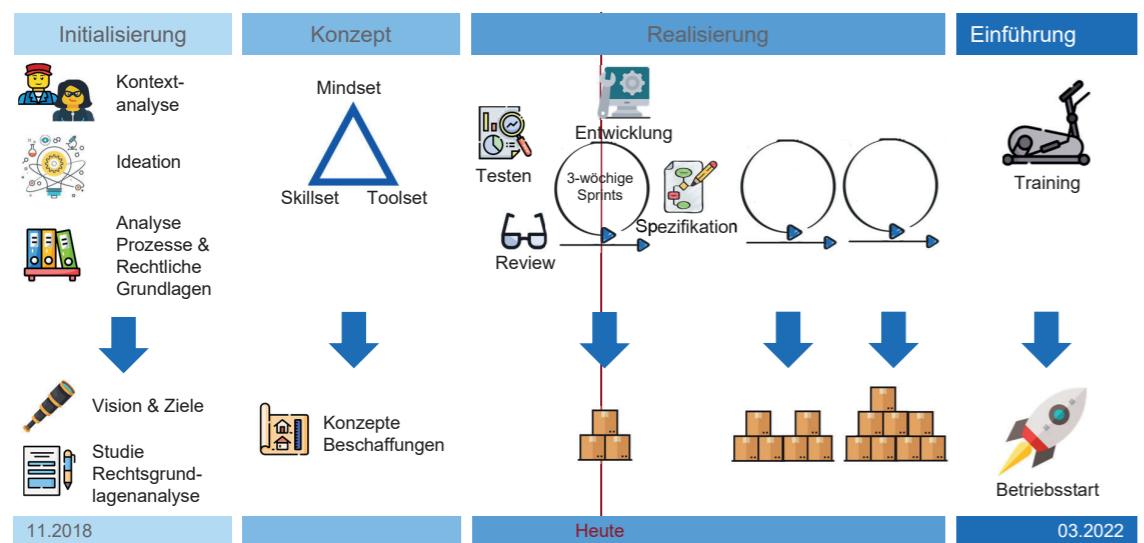 Initialisierung
Konzept
Realisierung
Einführung
Kontext-
analyse
Ideation
Analyse
Prozesse &
Rechtliche
Grundlagen
Vision & Ziele
Studie
Rechtsgrund-
lagenanalyse
Mindset
Skillset
Toolset
Konzepte
Beschaffungen
Testen
Entwicklung
3-wöchige
Sprints
Spezifikation
Review
Training
Betriebsstart
11.2018
Heute
03.2022